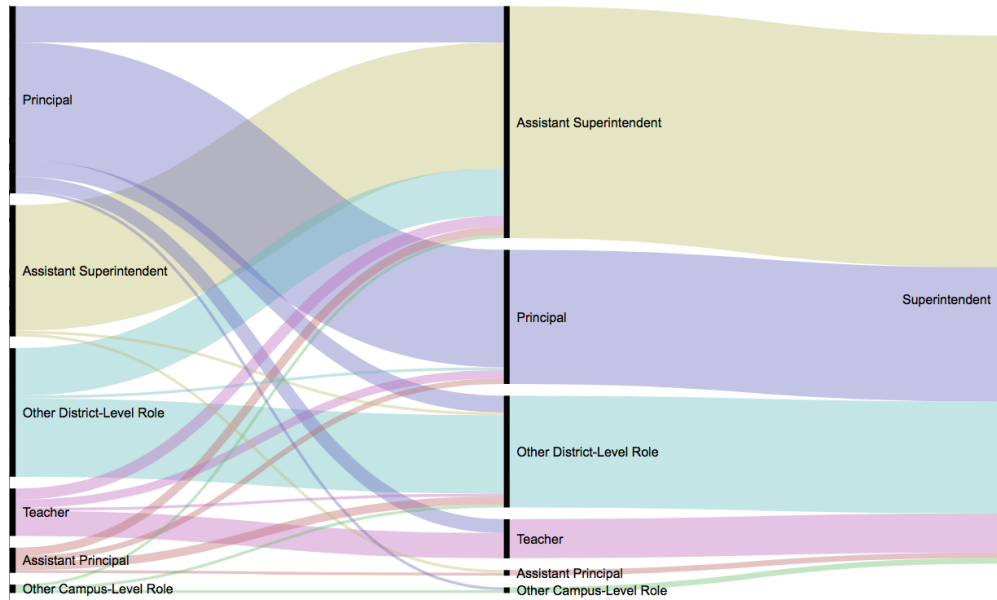 Principal
Assistant Superintendent
Other District-Level Role
Teacher
Assistant Principal
Other Campus-Level Role
Assistant Superintendent
Principal
Other District-Level Role
Teacher
Assistant Principal
Other Campus-Level Role
Superintendent